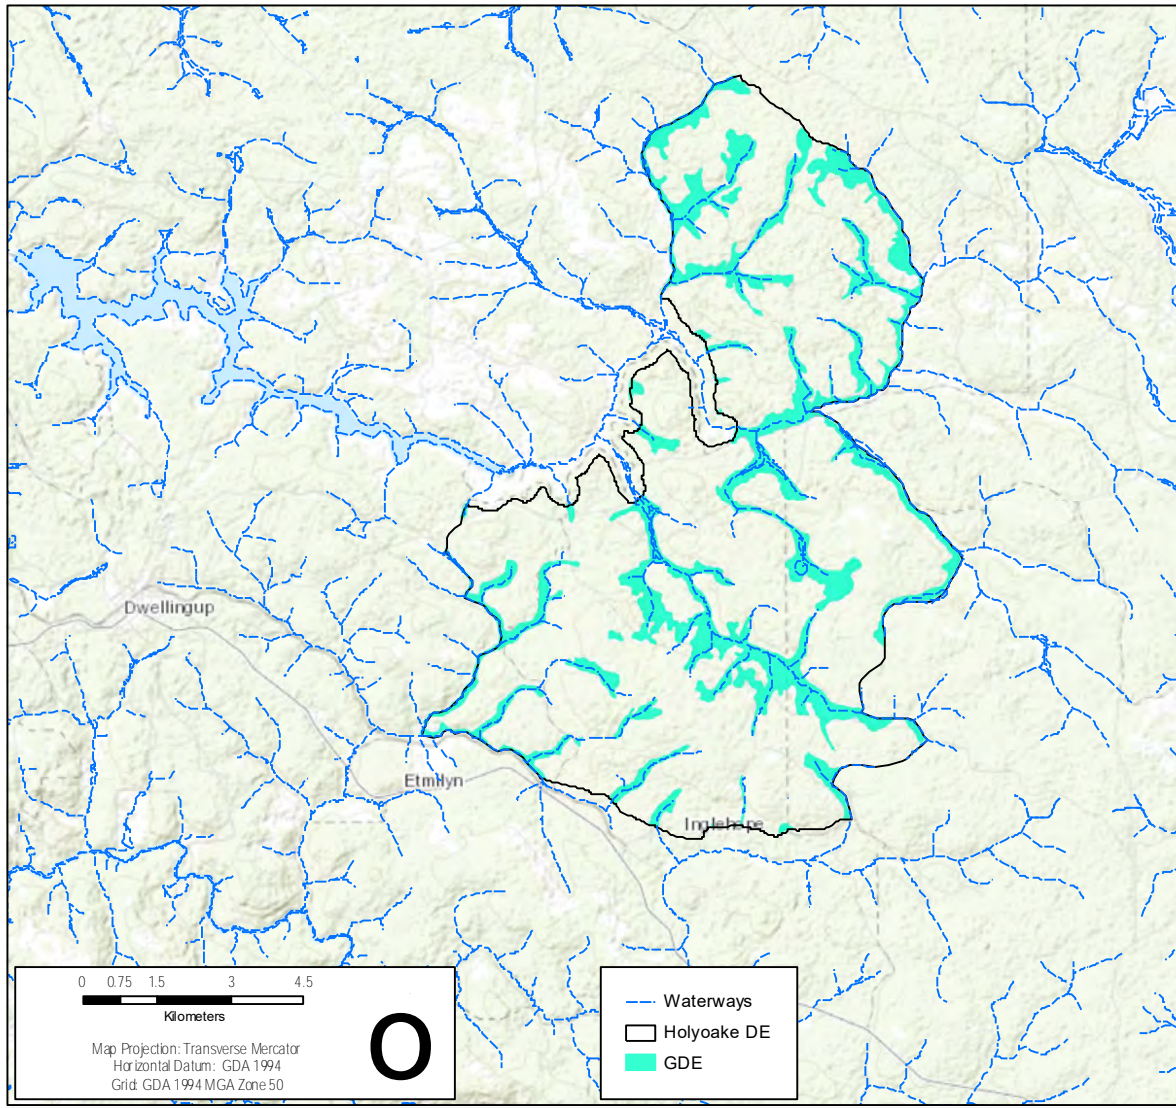 Dwellingup
Etmilyn
Inglehope
0 0.75 1.5 3 4.5
Kilometers
Map Projection: Transverse Mercator
Horizontal Datum: GDA 1994
Grid: GDA 1994 MGA Zone 50
O
Waterways
Holyoake DE
GDE